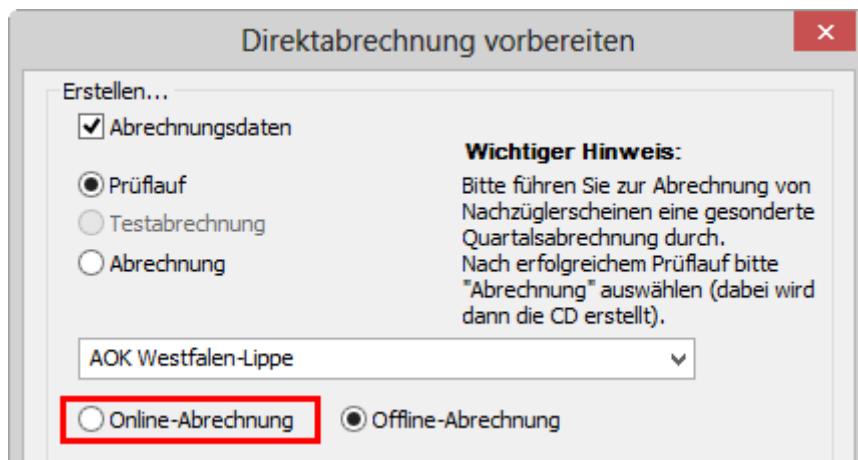 Direktabrechnung vorbereiten
Erstellen...
Abrechnungsdaten
Prüflauf
Testabrechnung
Abrechnung
Wichtiger Hinweis:
Bitte führen Sie zur Abrechnung von
Nachzüglerscheinen eine gesonderte
Quartalsabrechnung durch.
Nach erfolgreichem Prüflauf bitte
"Abrechnung" auswählen (dabei wird
dann die CD erstellt).
AOK Westfalen-Lippe
Online-Abrechnung Offline-Abrechnung